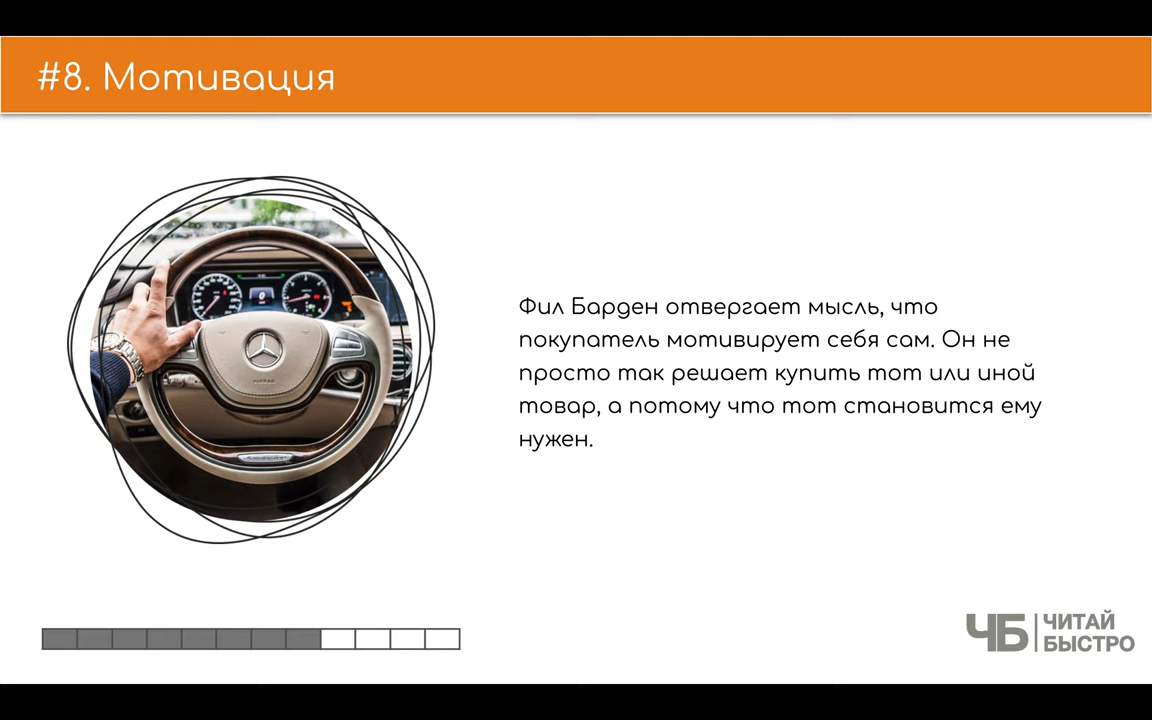 #8. Мотивация
Фил Барден отвергает мысль, что
покупатель мотивирует себя сам. Он не
просто так решает купить тот или иной
товар, а потому что тот становится ему
нужен.
ЧБ
ЧИТАЙ
БЫСТРО